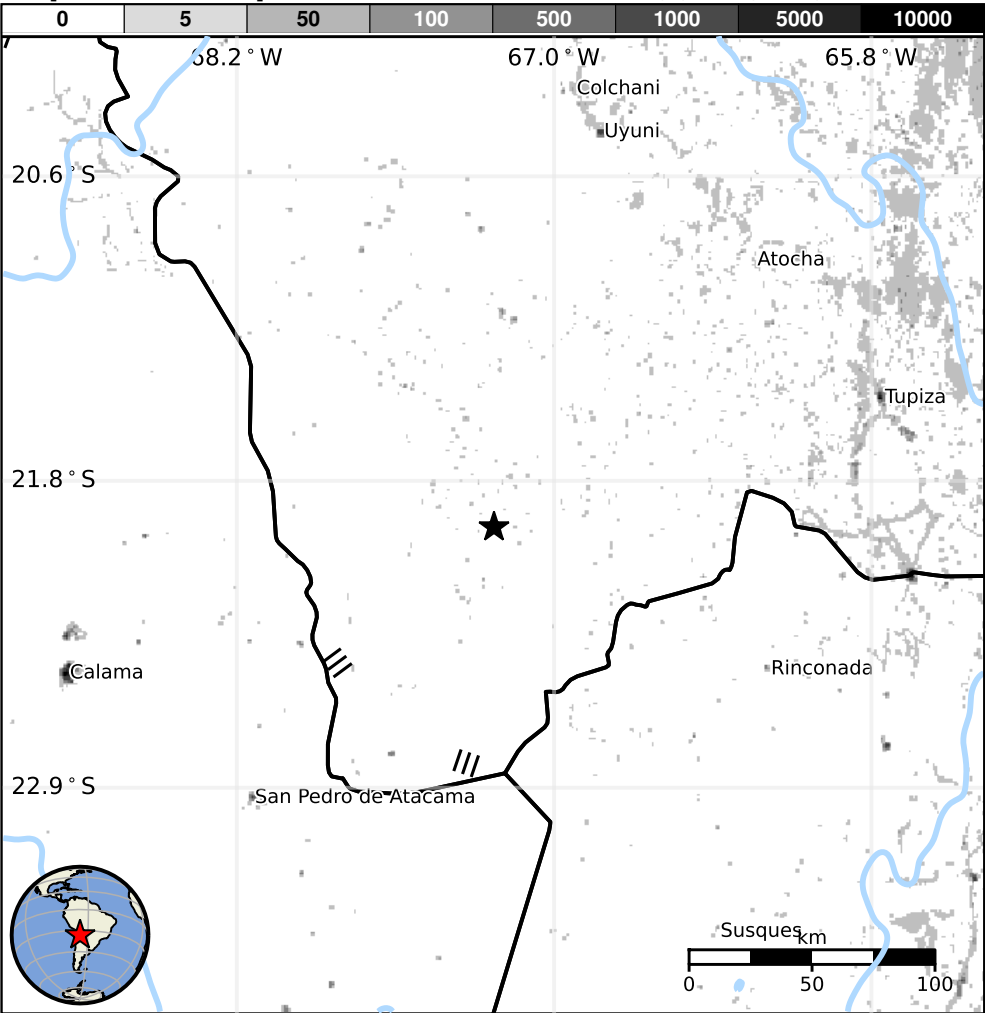 0 5 50 100 500 1000 5000 10000
68.2°W 67.0°W 65.8°W
Colchani
Uyuni
20.6°S
Atocha
Tupiza
21.8°S
Calama
Rinconada
22.9°S
San Pedro de Atacama
Susques
km
0 50 100